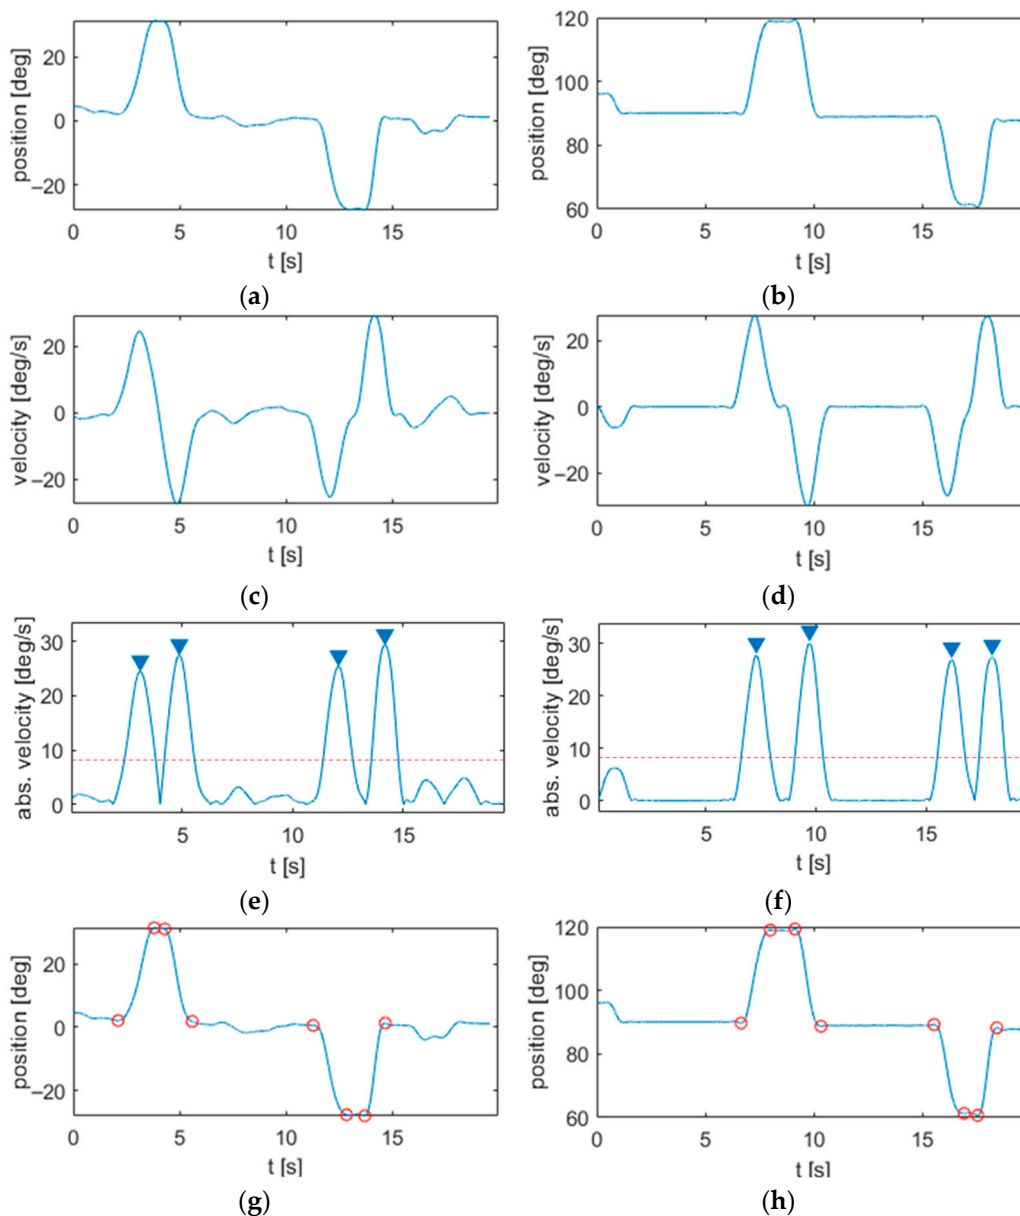 position [deg]
20
0
−20
0 5 10 15
t [s]
(a)
position [deg]
120
100
80
60
0 5 10 15
t [s]
(b)
velocity [deg/s]
20
0
−20
0 5 10 15
t [s]
(c)
velocity [deg/s]
20
0
−20
0 5 10 15
t [s]
(d)
abs. velocity [deg/s]
30
20
10
0
5 10 15
t [s]
(e)
abs. velocity [deg/s]
30
20
10
0
5 10 15
t [s]
(f)
position [deg]
20
0
−20
0 5 10 15
t [s]
(g)
position [deg]
120
100
80
60
0 5 10 15
t [s]
(h)